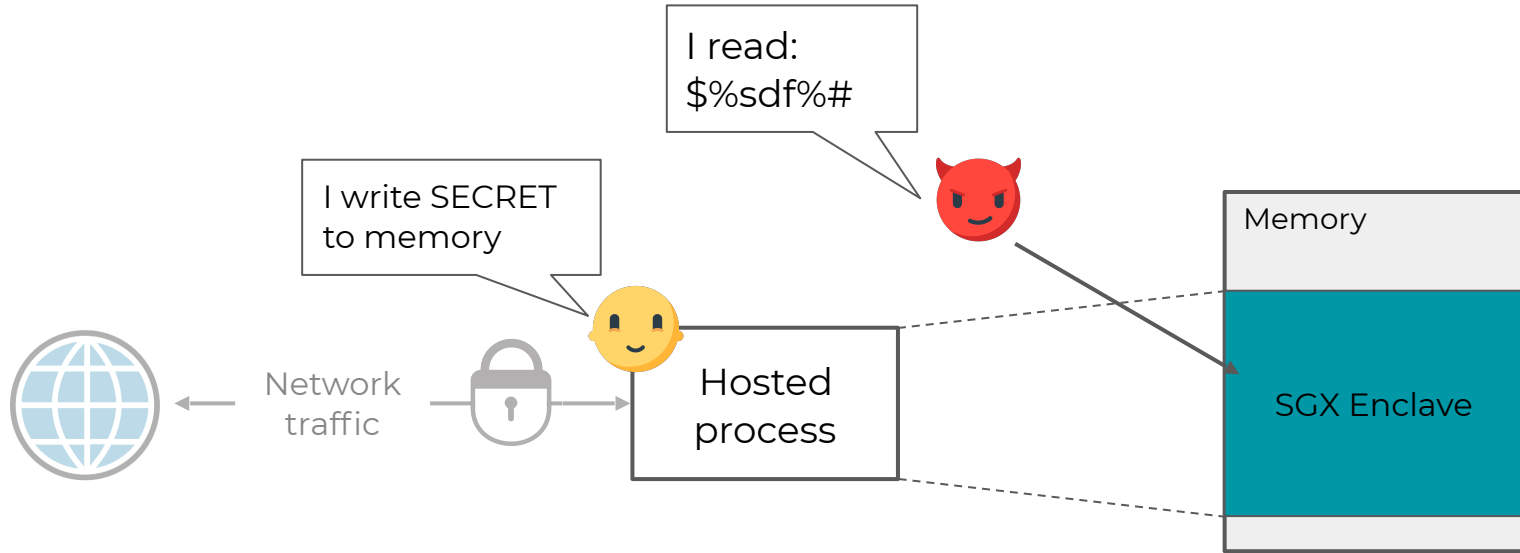 I read:
$%sdf%#
I write SECRET
to memory
Memory
Network
traffic
Hosted
process
SGX Enclave